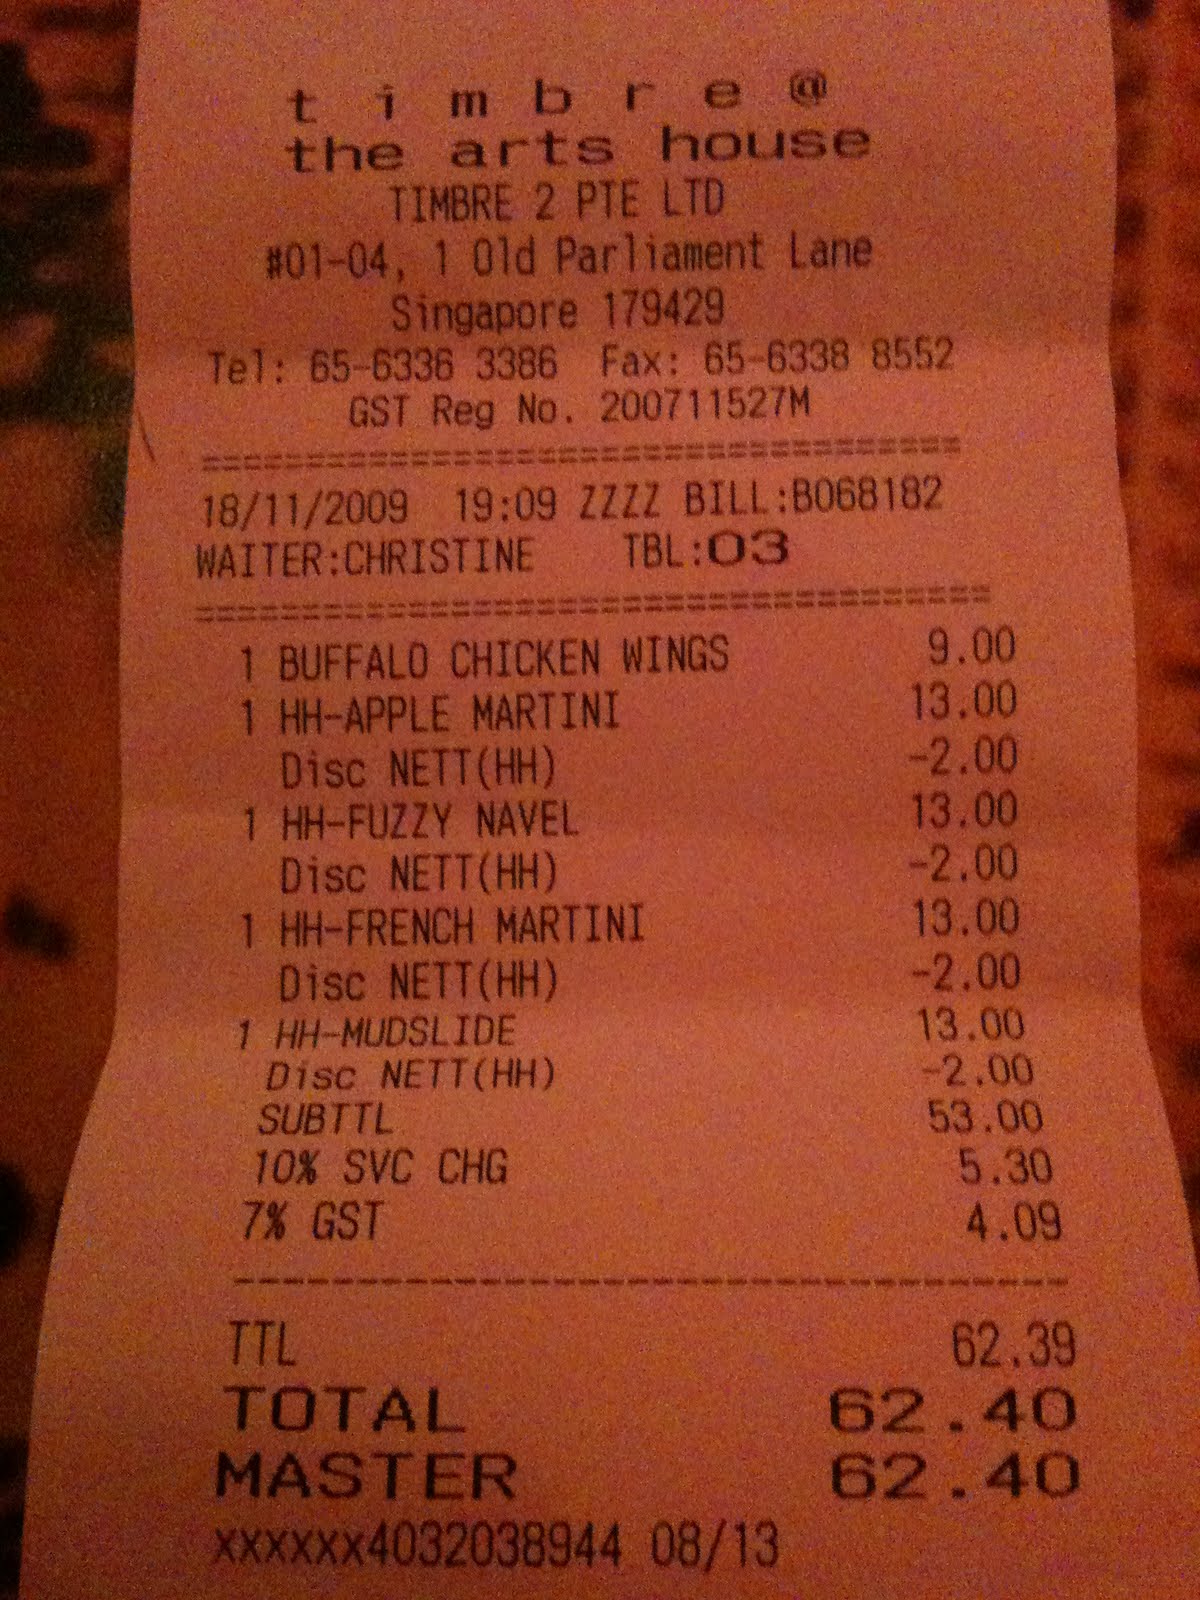 timbre@
the arts house
TIMBRE 2 PTE LTD
#01-04, 1 Old Parliament Lane
Singapore 179429
Tel: 65-6336 3386 Fax: 65-6338 8552
GST Reg No. 200711527M
==================================
18/11/2009 19:09 ZZZZ BILL:B068182
WAITER:CHRISTINE TBL:03
==================================
1 BUFFALO CHICKEN WINGS 9.00
1 HH-APPLE MARTINI 13.00
Disc NETT(HH) -2.00
1 HH-FUZZY NAVEL 13.00
Disc NETT(HH) -2.00
1 HH-FRENCH MARTINI 13.00
Disc NETT(HH) -2.00
1 HH-MUDSLIDE 13.00
Disc NETT(HH) -2.00
SUBTTL 53.00
10% SVC CHG 5.30
7% GST 4.09
----------------------------------
TTL 62.39
TOTAL 62.40
MASTER 62.40
xxxxxx4032038944 08/13